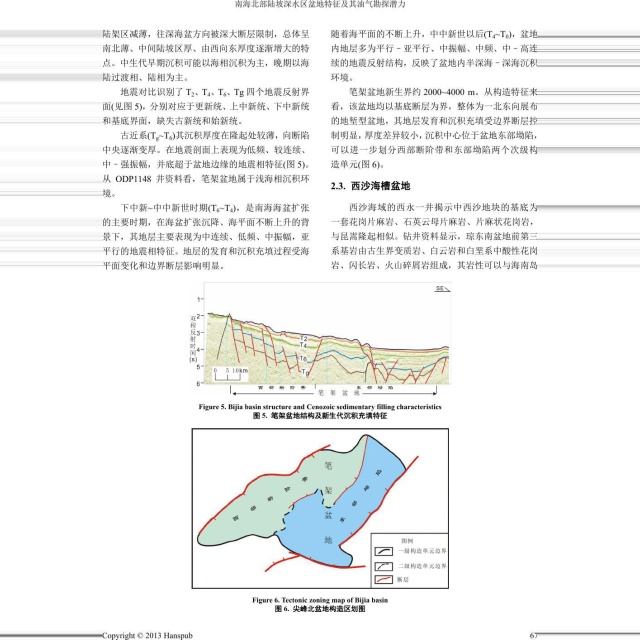 南海北部陆坡深水区盆地特征及其油气勘探潜力
陆架区减薄，往深海盆方向被深大断层限制，总体呈
南北薄、中间陆坡区厚、由西向东厚度逐渐增大的特
点。中生代早期沉积可能以海相沉积为主，晚期以海
陆过渡相、陆相为主。
地震对比识别了 T2、T4、T6、Tg 四个地震反射界
面(见图 5)，分别对应于更新统、上中新统、下中新统
和基底界面，缺失古新统和始新统。
古近系(Tg~T6)其沉积厚度在隆起处较薄，向断陷
中央逐渐变厚。在地震剖面上表现为低频、较连续、
中－强振幅，并底超于盆地边缘的地震相特征(图 5)。
从 ODP1148 井资料看，笔架盆地属于浅海相沉积环
境。
下中新~中中新世时期(T6~T4)，是南海海盆扩张
的主要时期，在海盆扩张沉降、海平面不断上升的背
景下，其地层主要表现为中连续、低频、中振幅，亚
平行的地震相特征。地层的发育和沉积充填过程受海
平面变化和边界断层影响明显。
随着海平面的不断上升，中中新世以后(T4~T0)，盆地
内地层多为平行－亚平行、中振幅、中频、中－高连
续的地震反射结构，反映了盆地内半深海－深海沉积
环境。
笔架盆地新生界约 2000~4000 m。从构造特征来
看，该盆地均以基底断层为界，整体为一北东向展布
的地堑型盆地，其地层发育和沉积充填受边界断层控
制明显，厚度差异较小，沉积中心位于盆地东部坳陷，
可以进一步划分西部断阶带和东部坳陷两个次级构
造单元(图 6)。
2.3. 西沙海槽盆地
西沙海域的西永一井揭示中西沙地块的基底为
一套花岗片麻岩、石英云母片麻岩、片麻状花岗岩，
与昆嵩隆起相似。钻井资料显示，琼东南盆地前第三
系基岩由古生界变质岩、白云岩和白垩系中酸性花岗
岩、闪长岩、火山碎屑岩组成，其岩性可以与海南岛
SE
双程反射时间(s)
1
2
3
4
5
6
T2
T4
T6
Tg
0 5 10km
西部断阶带
东部坳陷
笔架盆地
Figure 5. Bijia basin structure and Cenozoic sedimentary filling characteristics
图 5. 笔架盆地结构及新生代沉积充填特征
笔架盆地
西部断阶带
东部坳陷
图例
一级构造单元边界
二级构造单元边界
断层
Figure 6. Tectonic zoning map of Bijia basin
图 6. 尖峰北盆地构造区划图
Copyright © 2013 Hanspub
67